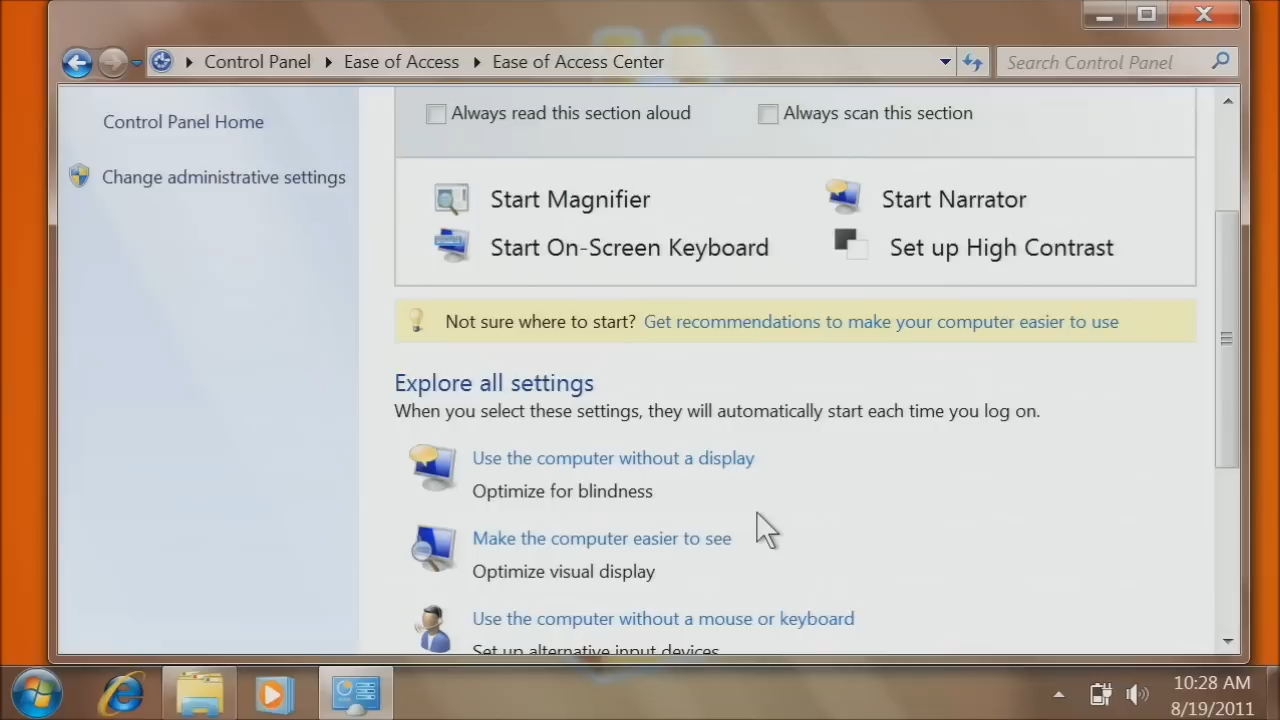 Control Panel ▸ Ease of Access ▸ Ease of Access Center
Search Control Panel
Control Panel Home
Change administrative settings
Always read this section aloud
Always scan this section
Start Magnifier
Start Narrator
Start On-Screen Keyboard
Set up High Contrast
Not sure where to start? Get recommendations to make your computer easier to use
Explore all settings
When you select these settings, they will automatically start each time you log on.
Use the computer without a display
Optimize for blindness
Make the computer easier to see
Optimize visual display
Use the computer without a mouse or keyboard
Set up alternative input devices
10:28 AM
8/19/2011